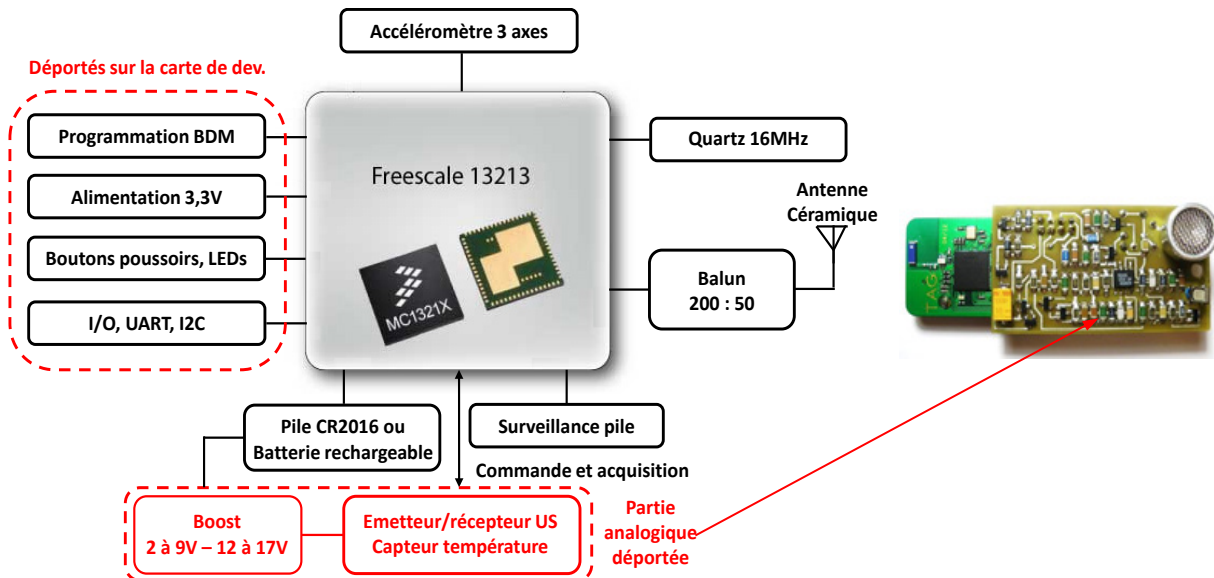 Accéléromètre 3 axes
Déportés sur la carte de dev.
Programmation BDM
Alimentation 3,3V
Boutons poussoirs, LEDs
I/O, UART, I2C
Freescale 13213
MC1321X
Quartz 16MHz
Antenne
Céramique
Balun
200 : 50
TAG
Pile CR2016 ou
Batterie rechargeable
Surveillance pile
Commande et acquisition
Boost
2 à 9V – 12 à 17V
Emetteur/récepteur US
Capteur température
Partie
analogique
déportée